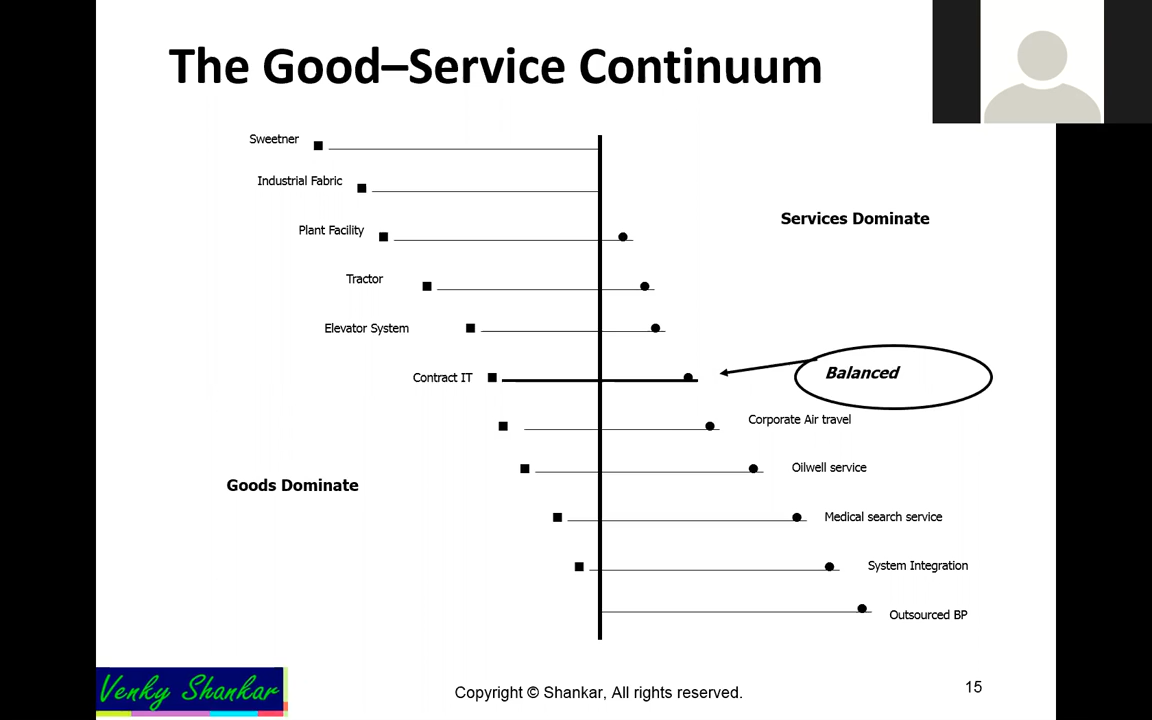 The Good–Service Continuum
Sweetner
Industrial Fabric
Services Dominate
Plant Facility
Tractor
Elevator System
Contract IT
Balanced
Corporate Air travel
Oilwell service
Goods Dominate
Medical search service
System Integration
Outsourced BP
Venky Shankar
Copyright © Shankar, All rights reserved.
15